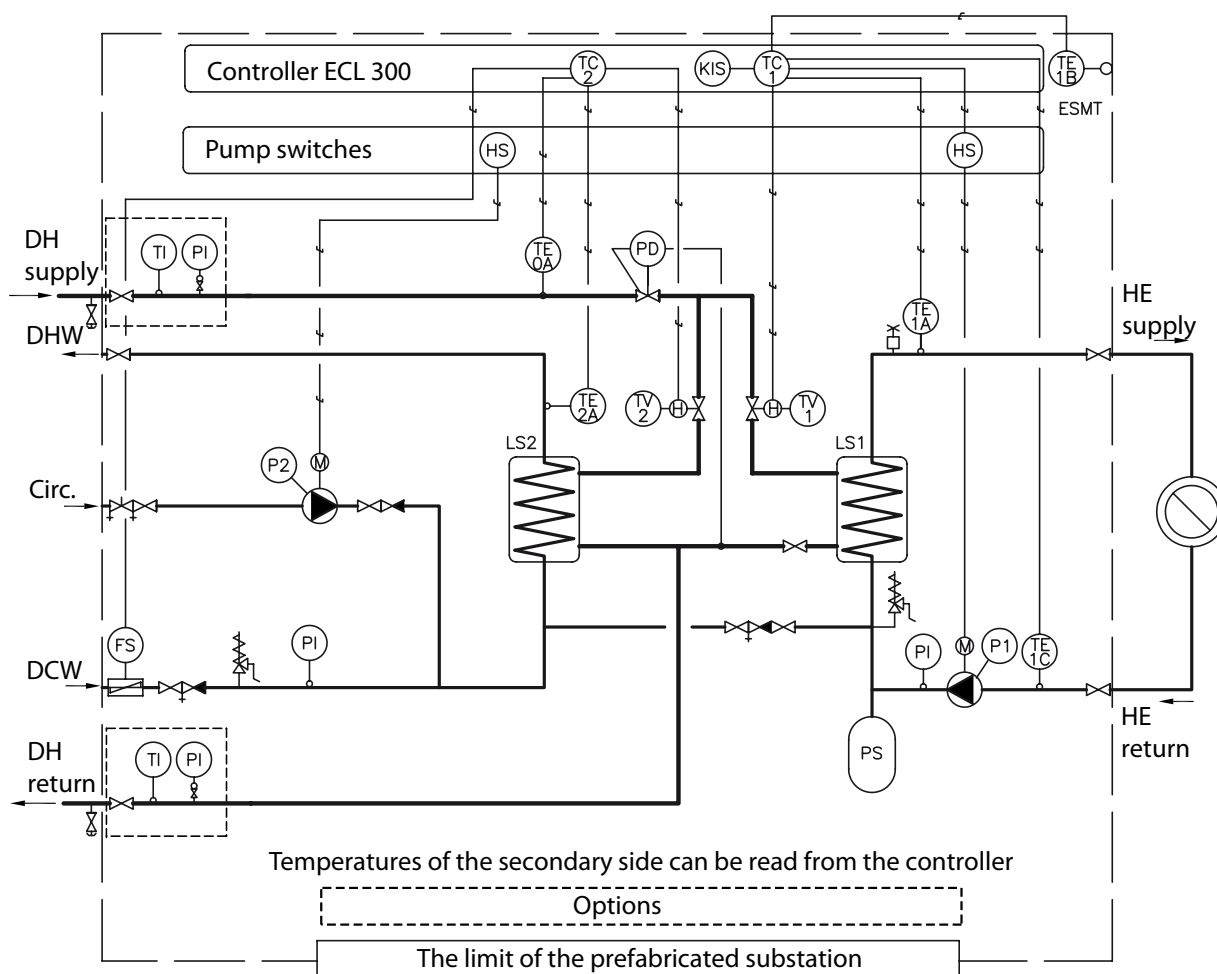 Controller ECL 300
TC
2
KIS
TC
1
TE
1B
ESMT
Pump switches
HS
HS
DH
supply
TI
PI
TE
0A
PD
TE
1A
HE
supply
DHW
TE
2A
TV
2
H
H
TV
1
LS2
LS1
P2
M
Circ.
FS
PI
DCW
PI
M
P1
TE
1C
HE
return
DH
return
TI
PI
PS
Temperatures of the secondary side can be read from the controller
Options
The limit of the prefabricated substation